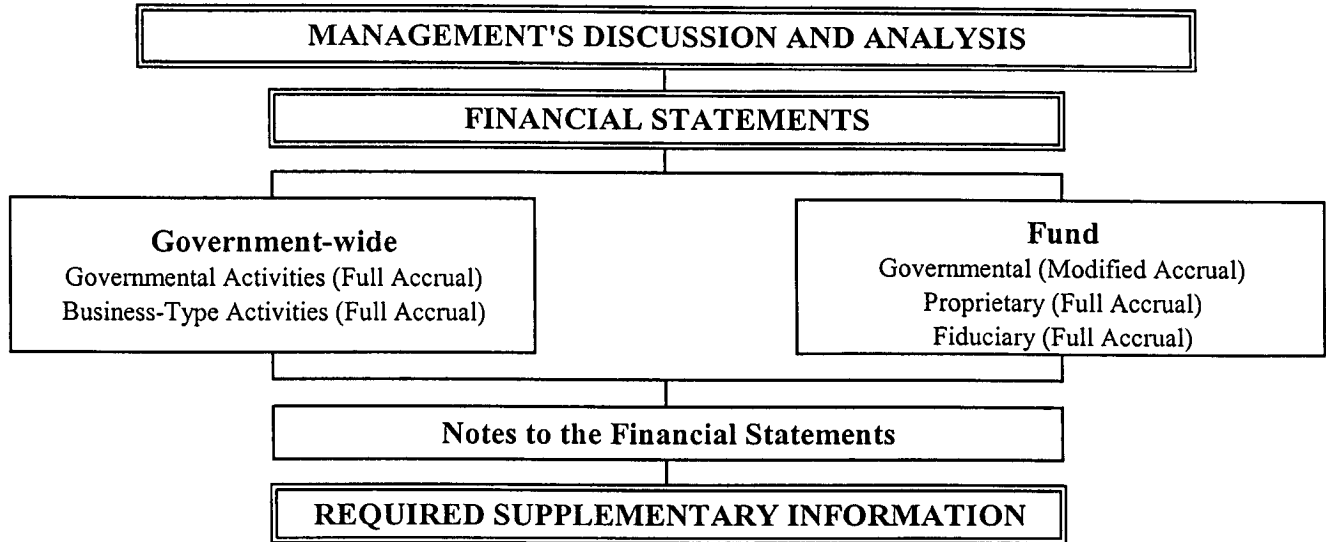 MANAGEMENT'S DISCUSSION AND ANALYSIS
FINANCIAL STATEMENTS
Government-wide
Governmental Activities (Full Accrual)
Business-Type Activities (Full Accrual)
Fund
Governmental (Modified Accrual)
Proprietary (Full Accrual)
Fiduciary (Full Accrual)
Notes to the Financial Statements
REQUIRED SUPPLEMENTARY INFORMATION